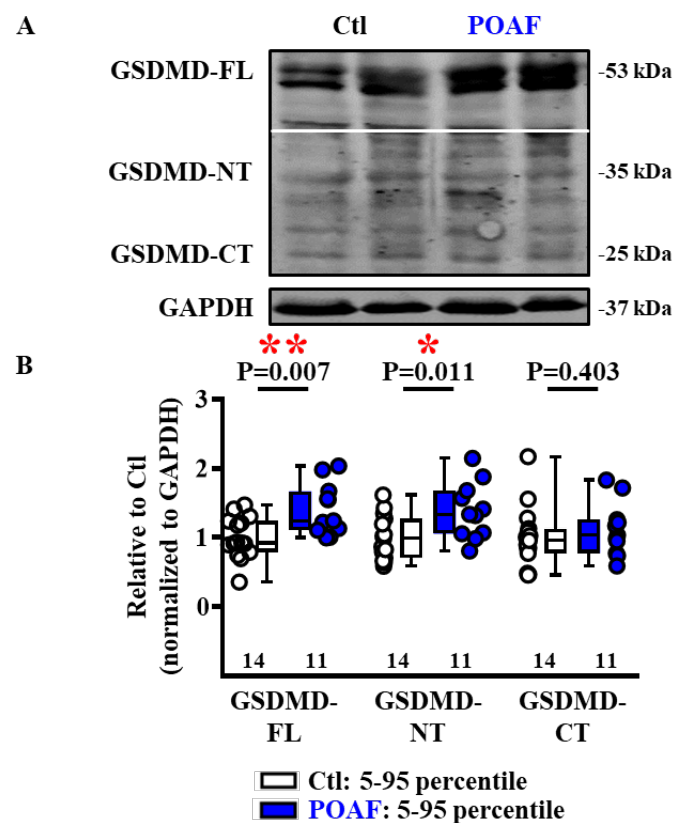 A
Ctl POAF
GSDMD-FL -53 kDa
GSDMD-NT -35 kDa
GSDMD-CT -25 kDa
GAPDH -37 kDa
B
** *
P=0.007 P=0.011 P=0.403
Relative to Ctl
(normalized to GAPDH)
3
2
1
0
14 11 14 11 14 11
GSDMD- GSDMD- GSDMD-
FL NT CT
Ctl: 5-95 percentile
POAF: 5-95 percentile